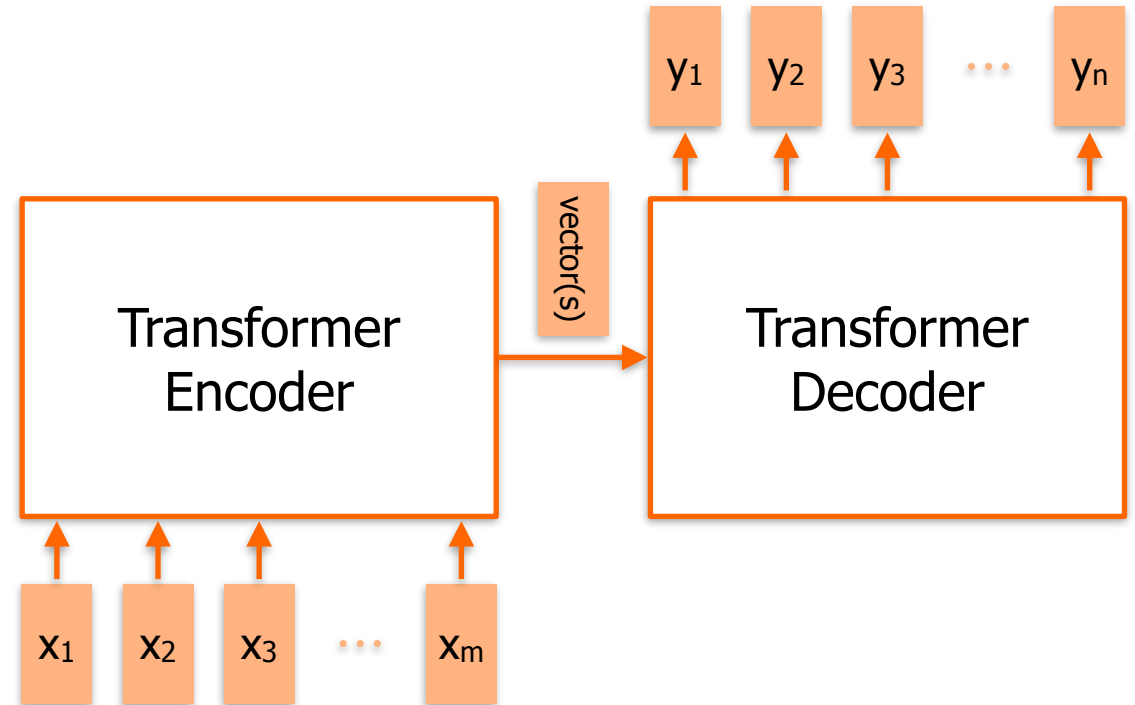 y₁ y₂ y₃ ... yₙ
vector(s)
Transformer
Encoder
Transformer
Decoder
x₁ x₂ x₃ ... xₘ